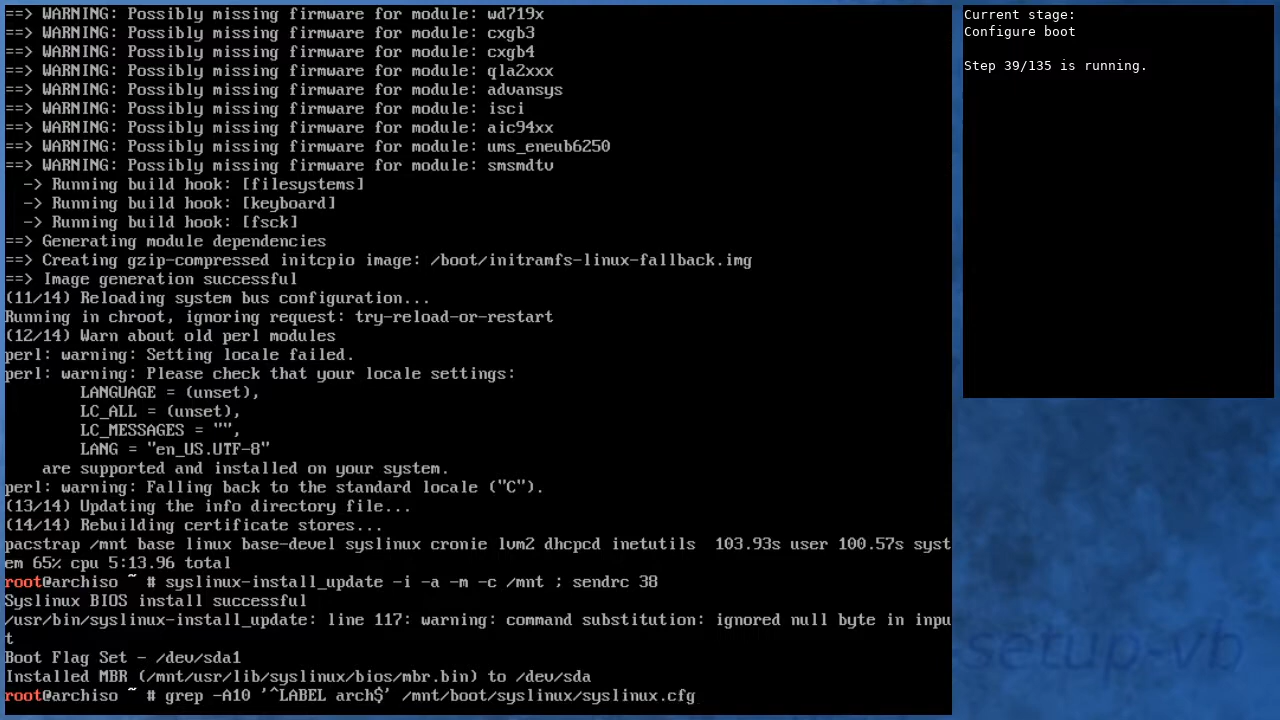 ==> WARNING: Possibly missing firmware for module: wd719x
==> WARNING: Possibly missing firmware for module: cxgb3
==> WARNING: Possibly missing firmware for module: cxgb4
==> WARNING: Possibly missing firmware for module: qla2xxx
==> WARNING: Possibly missing firmware for module: advansys
==> WARNING: Possibly missing firmware for module: isci
==> WARNING: Possibly missing firmware for module: aic94xx
==> WARNING: Possibly missing firmware for module: ums_eneub6250
==> WARNING: Possibly missing firmware for module: smsmdtv
  -> Running build hook: [filesystems]
  -> Running build hook: [keyboard]
  -> Running build hook: [fsck]
==> Generating module dependencies
==> Creating gzip-compressed initcpio image: /boot/initramfs-linux-fallback.img
==> Image generation successful
(11/14) Reloading system bus configuration...
Running in chroot, ignoring request: try-reload-or-restart
(12/14) Warn about old perl modules
perl: warning: Setting locale failed.
perl: warning: Please check that your locale settings:
        LANGUAGE = (unset),
        LC_ALL = (unset),
        LC_MESSAGES = "",
        LANG = "en_US.UTF-8"
    are supported and installed on your system.
perl: warning: Falling back to the standard locale ("C").
(13/14) Updating the info directory file...
(14/14) Rebuilding certificate stores...
pacstrap /mnt base linux base-devel syslinux cronie lvm2 dhcpcd inetutils  103.93s user 100.57s syst
em 65% cpu 5:13.96 total
root@archiso ~ # syslinux-install_update -i -a -m -c /mnt ; sendrc 38
Syslinux BIOS install successful
/usr/bin/syslinux-install_update: line 117: warning: command substitution: ignored null byte in inpu
t
Boot Flag Set - /dev/sda1
Installed MBR (/mnt/usr/lib/syslinux/bios/mbr.bin) to /dev/sda
root@archiso ~ # grep -A10 '^LABEL arch$' /mnt/boot/syslinux/syslinux.cfg
Current stage:
Configure boot
Step 39/135 is running.
setup-vb